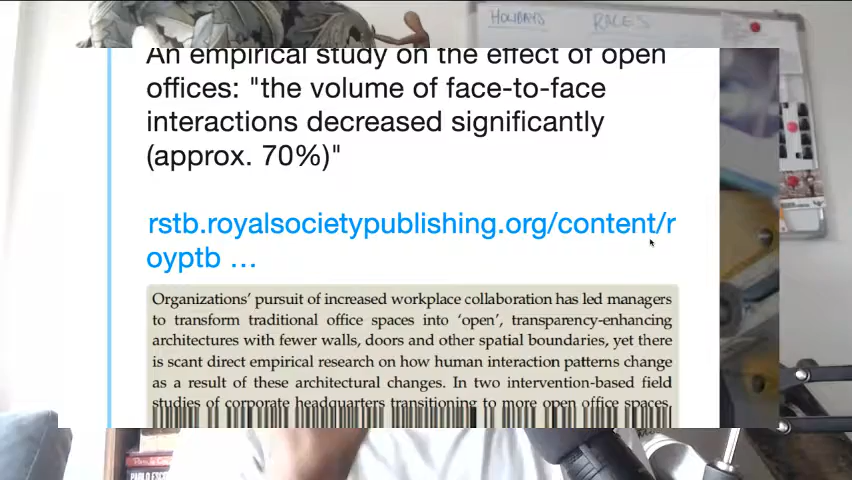 HOLIDAYS RACES
An empirical study on the effect of open
offices: "the volume of face-to-face
interactions decreased significantly
(approx. 70%)"
rstb.royalsocietypublishing.org/content/r
oyptb …
Organizations' pursuit of increased workplace collaboration has led managers
to transform traditional office spaces into 'open', transparency-enhancing
architectures with fewer walls, doors and other spatial boundaries, yet there
is scant direct empirical research on how human interaction patterns change
as a result of these architectural changes. In two intervention-based field
studies of corporate headquarters transitioning to more open office spaces,
PABLO